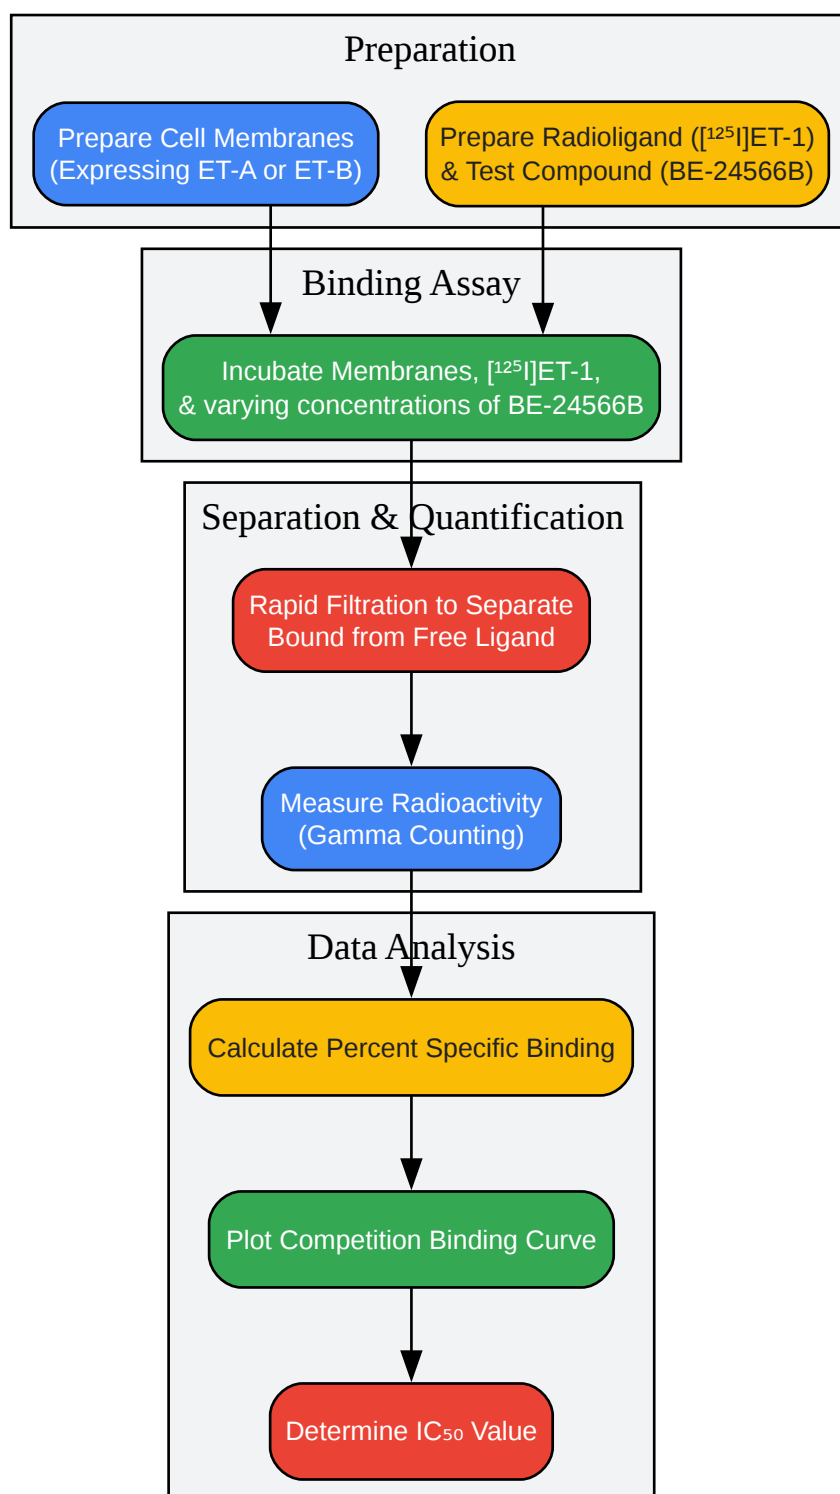 Preparation
Prepare Cell Membranes
(Expressing ET-A or ET-B)
Prepare Radioligand ([¹²⁵I]ET-1)
& Test Compound (BE-24566B)
Binding Assay
Incubate Membranes, [¹²⁵I]ET-1,
& varying concentrations of BE-24566B
Separation & Quantification
Rapid Filtration to Separate
Bound from Free Ligand
Measure Radioactivity
(Gamma Counting)
Data Analysis
Calculate Percent Specific Binding
Plot Competition Binding Curve
Determine IC₅₀ Value